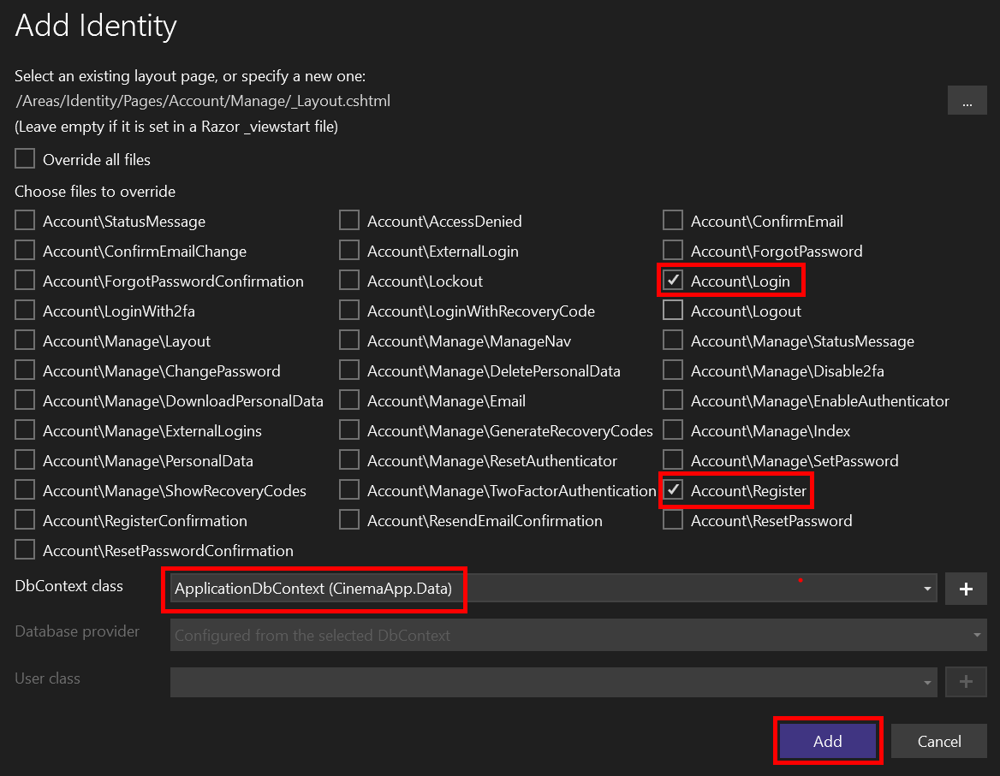 Add Identity
Select an existing layout page, or specify a new one:
/Areas/Identity/Pages/Account/Manage/_Layout.cshtml
...
(Leave empty if it is set in a Razor _viewstart file)
Override all files
Choose files to override
Account\StatusMessage Account\AccessDenied Account\ConfirmEmail
Account\ConfirmEmailChange Account\ExternalLogin Account\ForgotPassword
Account\ForgotPasswordConfirmation Account\Lockout Account\Login
Account\LoginWith2fa Account\LoginWithRecoveryCode Account\Logout
Account\Manage\Layout Account\Manage\ManageNav Account\Manage\StatusMessage
Account\Manage\ChangePassword Account\Manage\DeletePersonalData Account\Manage\Disable2fa
Account\Manage\DownloadPersonalData Account\Manage\Email Account\Manage\EnableAuthenticator
Account\Manage\ExternalLogins Account\Manage\GenerateRecoveryCodes Account\Manage\Index
Account\Manage\PersonalData Account\Manage\ResetAuthenticator Account\Manage\SetPassword
Account\Manage\ShowRecoveryCodes Account\Manage\TwoFactorAuthentication Account\Register
Account\RegisterConfirmation Account\ResendEmailConfirmation Account\ResetPassword
Account\ResetPasswordConfirmation
DbContext class ApplicationDbContext (CinemaApp.Data) +
Database provider Configured from the selected DbContext
User class +
Add Cancel